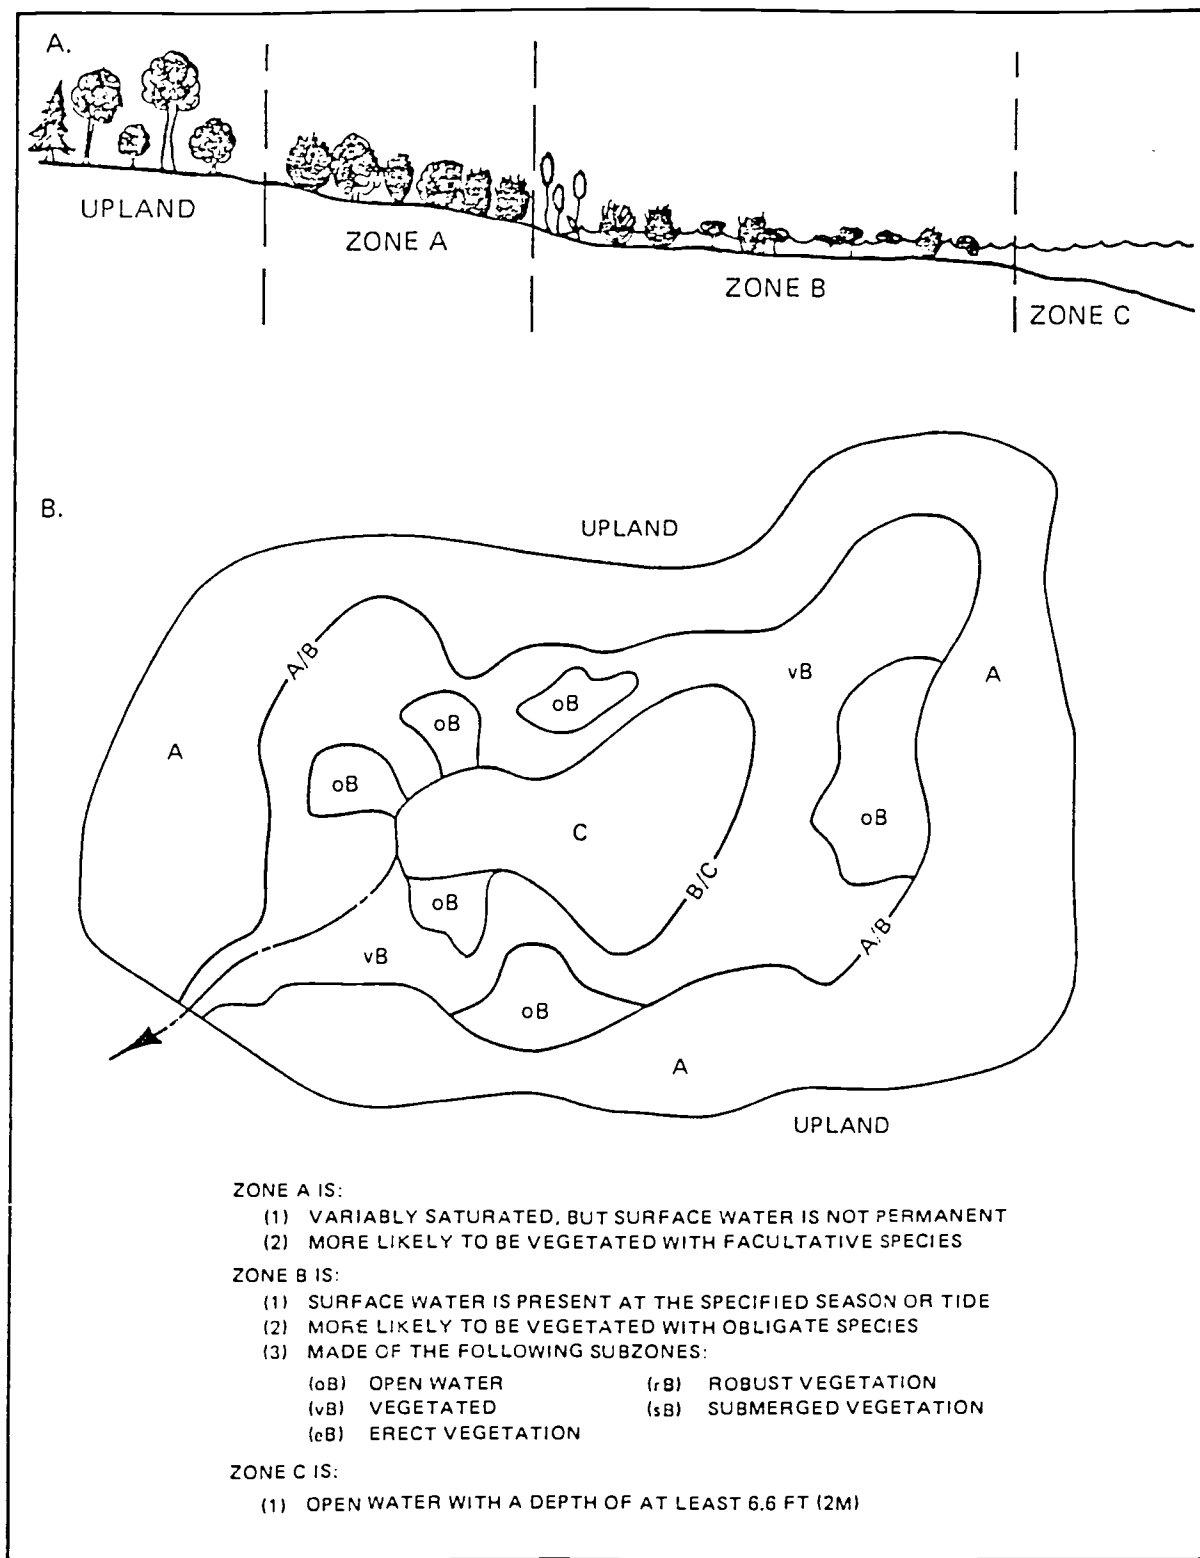 A.
UPLAND
ZONE A
ZONE B
ZONE C
B.
UPLAND
A/B
vB
A
oB
oB
A
oB
C
oB
B/C
oB
A/B
vB
oB
A
UPLAND
ZONE A IS:
(1) VARIABLY SATURATED, BUT SURFACE WATER IS NOT PERMANENT
(2) MORE LIKELY TO BE VEGETATED WITH FACULTATIVE SPECIES
ZONE B IS:
(1) SURFACE WATER IS PRESENT AT THE SPECIFIED SEASON OR TIDE
(2) MORE LIKELY TO BE VEGETATED WITH OBLIGATE SPECIES
(3) MADE OF THE FOLLOWING SUBZONES:
(oB) OPEN WATER (rB) ROBUST VEGETATION
(vB) VEGETATED (sB) SUBMERGED VEGETATION
(eB) ERECT VEGETATION
ZONE C IS:
(1) OPEN WATER WITH A DEPTH OF AT LEAST 6.6 FT (2M)